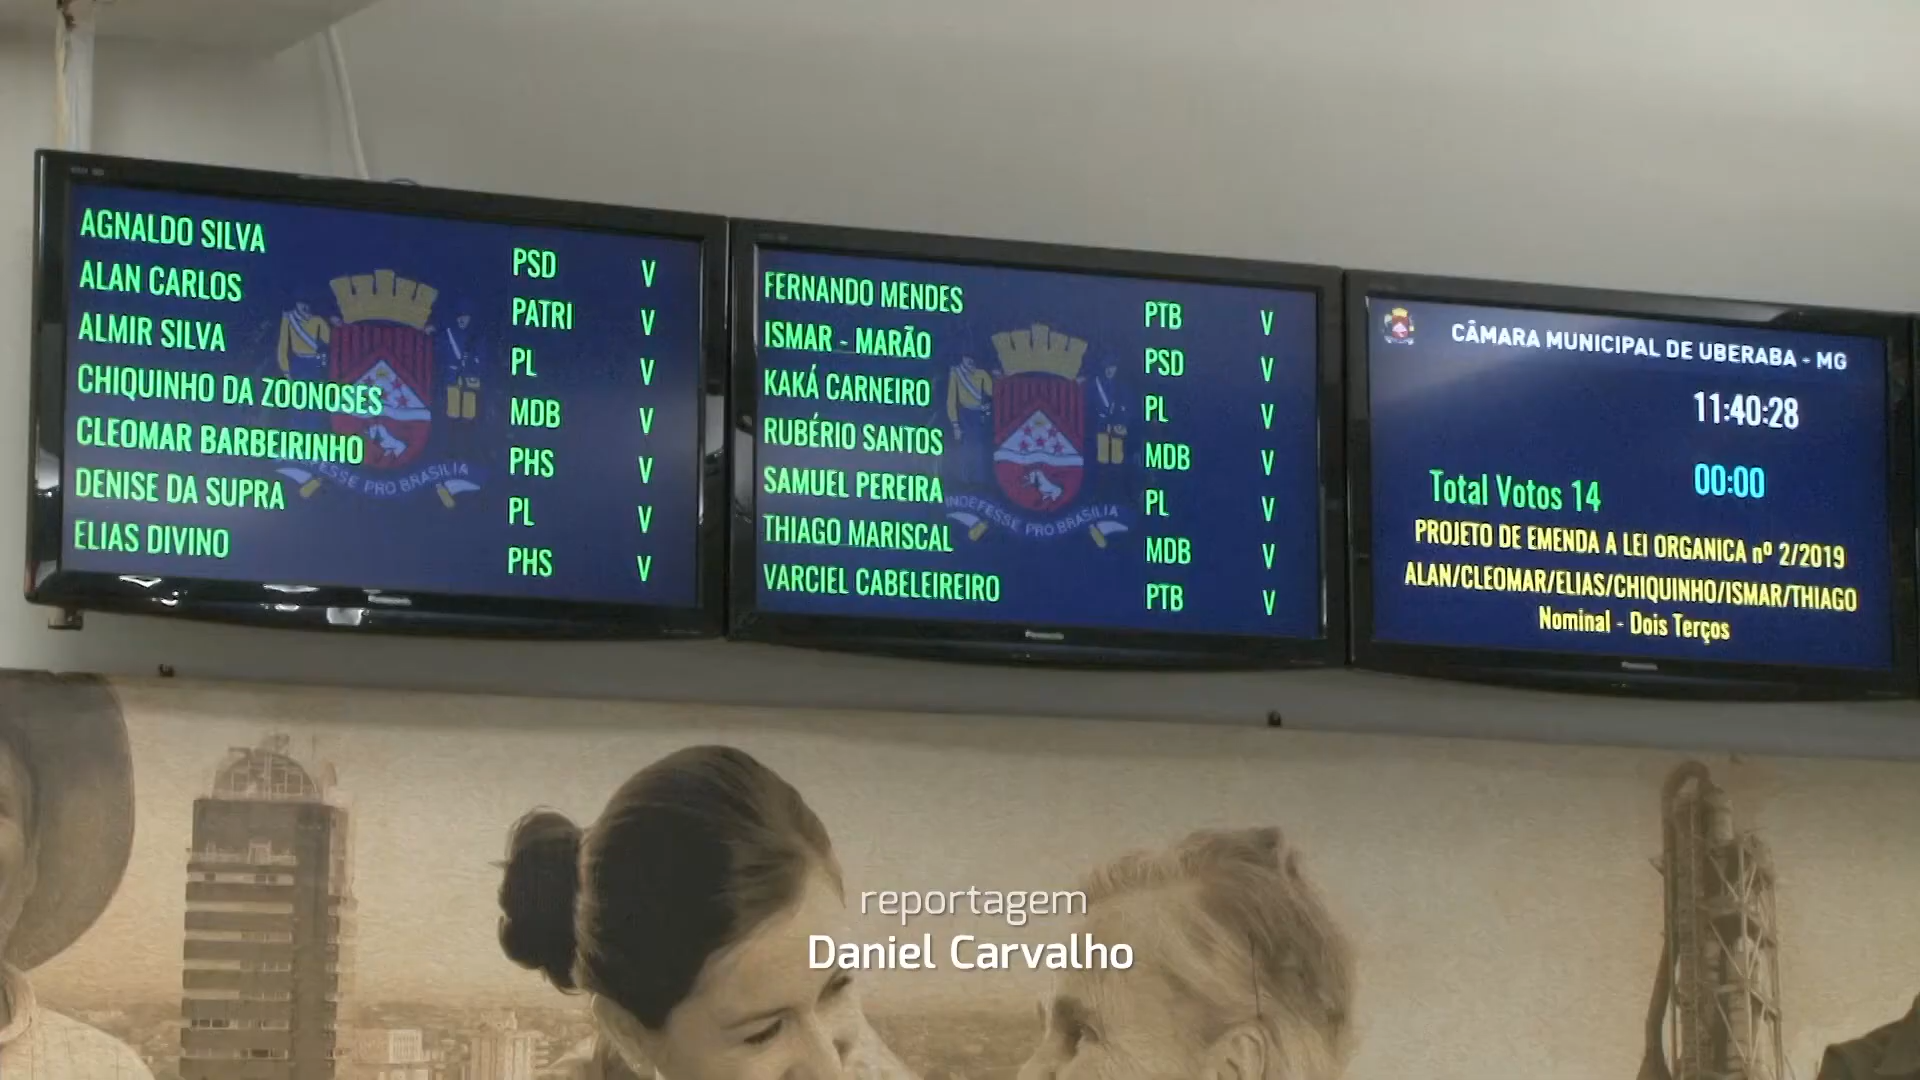 AGNALDO SILVA PSD V
ALAN CARLOS PATRI V
ALMIR SILVA PL V
CHIQUINHO DA ZOONOSES MDB V
CLEOMAR BARBEIRINHO PHS V
DENISE DA SUPRA PL V
ELIAS DIVINO PHS V
FERNANDO MENDES PTB V
ISMAR - MARÃO PSD V
KAKÁ CARNEIRO PL V
RUBÉRIO SANTOS MDB V
SAMUEL PEREIRA PL V
THIAGO MARISCAL MDB V
VARCIEL CABELEIREIRO PTB V
INDEFESSE PRO BRASILIA
CÂMARA MUNICIPAL DE UBERABA - MG
11:40:28
Total Votos 14 00:00
PROJETO DE EMENDA A LEI ORGANICA nº 2/2019
ALAN/CLEOMAR/ELIAS/CHIQUINHO/ISMAR/THIAGO
Nominal - Dois Terços
Panasonic
reportagem
Daniel Carvalho